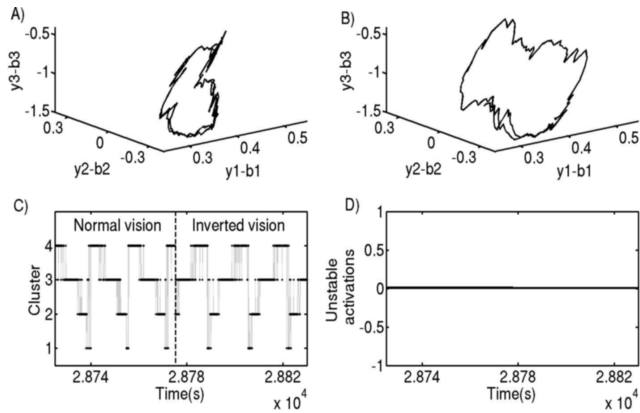 A)
-0.5
-1
-1.5
y3-b3
0.3
0
-0.3
y2-b2
0.3
0.4
0.5
y1-b1
B)
-0.5
-1
-1.5
y3-b3
0.3
0
-0.3
y2-b2
0.3
0.4
0.5
y1-b1
C)
Normal vision
Inverted vision
4
3
2
1
Cluster
2.874
2.878
2.882
Time(s)
x 10^4
D)
1
0.5
0
-0.5
-1
Unstable
activations
2.874
2.878
2.882
Time(s)
x 10^4